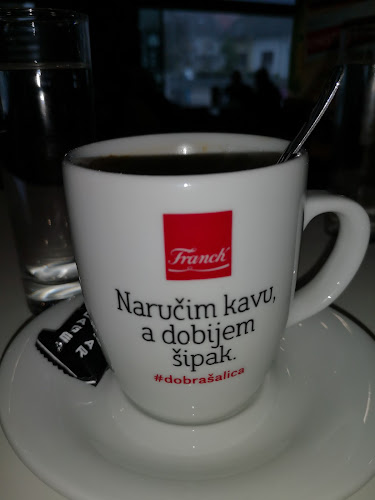 Franck
Naručim kavu,
a dobijem
šipak.
#dobrašalica